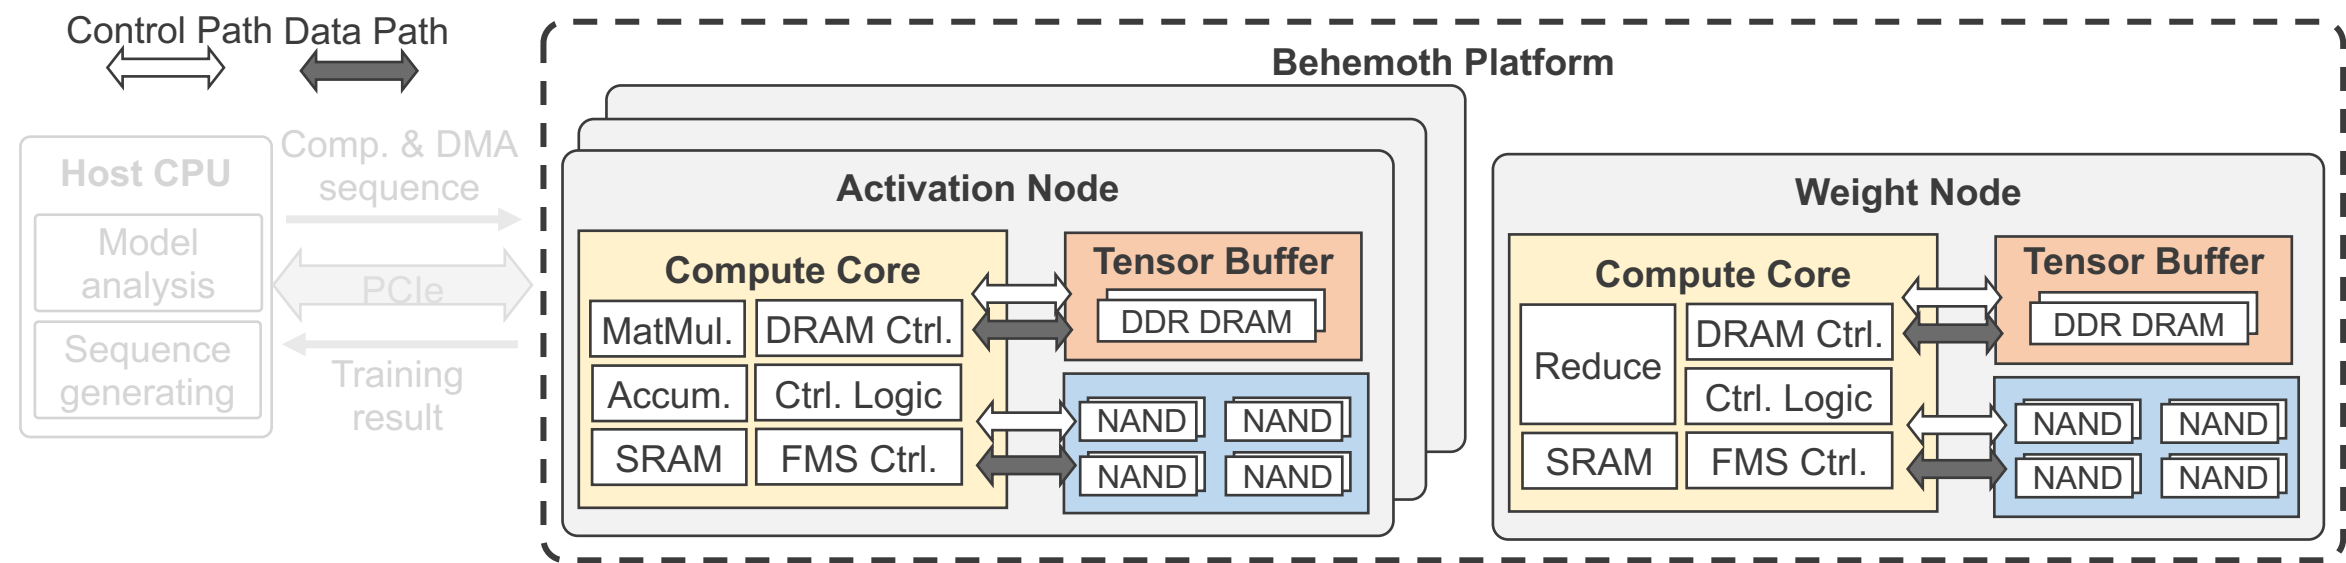 Control Path Data Path
Behemoth Platform
Host CPU
Model
analysis
Sequence
generating
Comp. & DMA
sequence
PCIe
Training
result
Activation Node
Compute Core
MatMul.
DRAM Ctrl.
Accum.
Ctrl. Logic
SRAM
FMS Ctrl.
Tensor Buffer
DDR DRAM
NAND
NAND
NAND
NAND
Weight Node
Compute Core
Reduce
DRAM Ctrl.
Ctrl. Logic
SRAM
FMS Ctrl.
Tensor Buffer
DDR DRAM
NAND
NAND
NAND
NAND